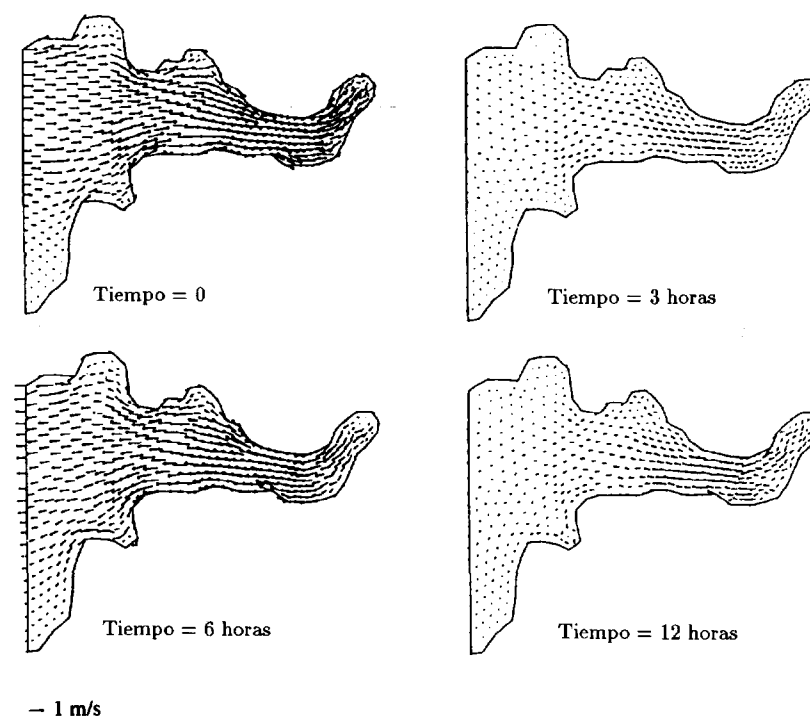 Tiempo = 0
Tiempo = 3 horas
Tiempo = 6 horas
Tiempo = 12 horas
– 1 m/s